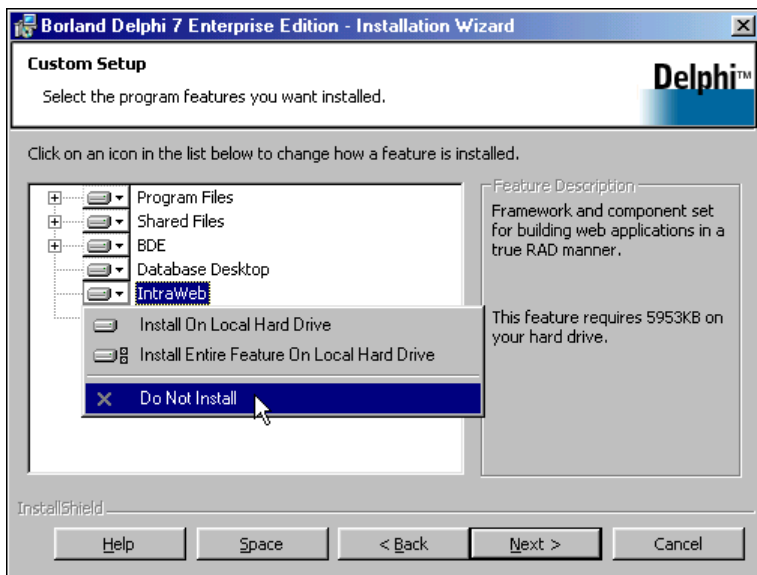 Borland Delphi 7 Enterprise Edition - Installation Wizard
Custom Setup
Select the program features you want installed.
Delphi™
Click on an icon in the list below to change how a feature is installed.
Program Files
Shared Files
BDE
Database Desktop
IntraWeb
Install On Local Hard Drive
Install Entire Feature On Local Hard Drive
Do Not Install
Feature Description
Framework and component set
for building web applications in a
true RAD manner.
This feature requires 5953KB on
your hard drive.
InstallShield
Help
Space
< Back
Next >
Cancel